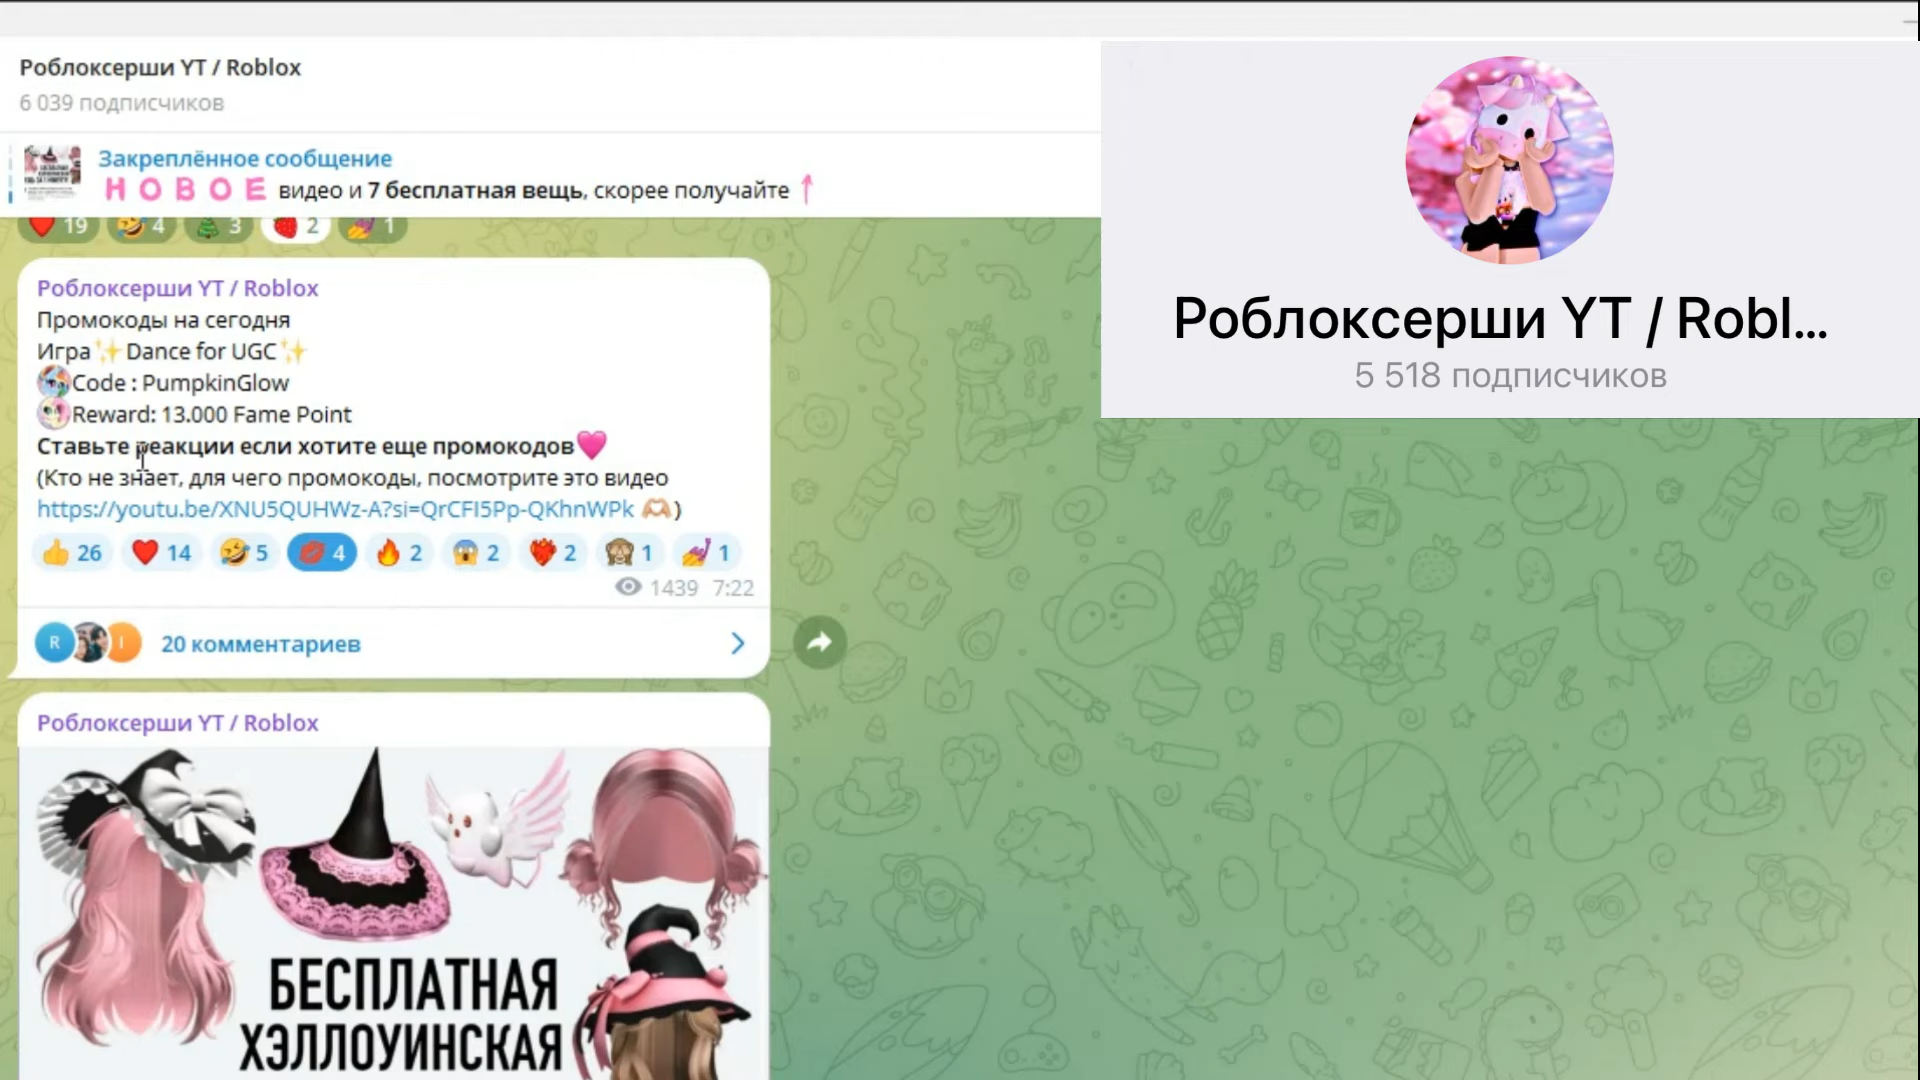 Роблоксерши YT / Roblox
6 039 подписчиков
Закреплённое сообщение
НОВОЕ видео и 7 бесплатная вещь, скорее получайте
19 4 3 2 1
Роблоксерши YT / Roblox
Промокоды на сегодня
Игра✨Dance for UGC✨
Code : PumpkinGlow
Reward: 13.000 Fame Point
Ставьте реакции если хотите еще промокодов
(Кто не знает, для чего промокоды, посмотрите это видео
https://youtu.be/XNU5QUHWz-A?si=QrCFI5Pp-QKhnWPk 🫶🏼)
26 14 5 4 2 2 2 1 1
1439 7:22
R I 20 комментариев
Роблоксерши YT / Roblox
БЕСПЛАТНАЯ
ХЭЛЛОУИНСКАЯ
Роблоксерши YT / Robl...
5 518 подписчиков